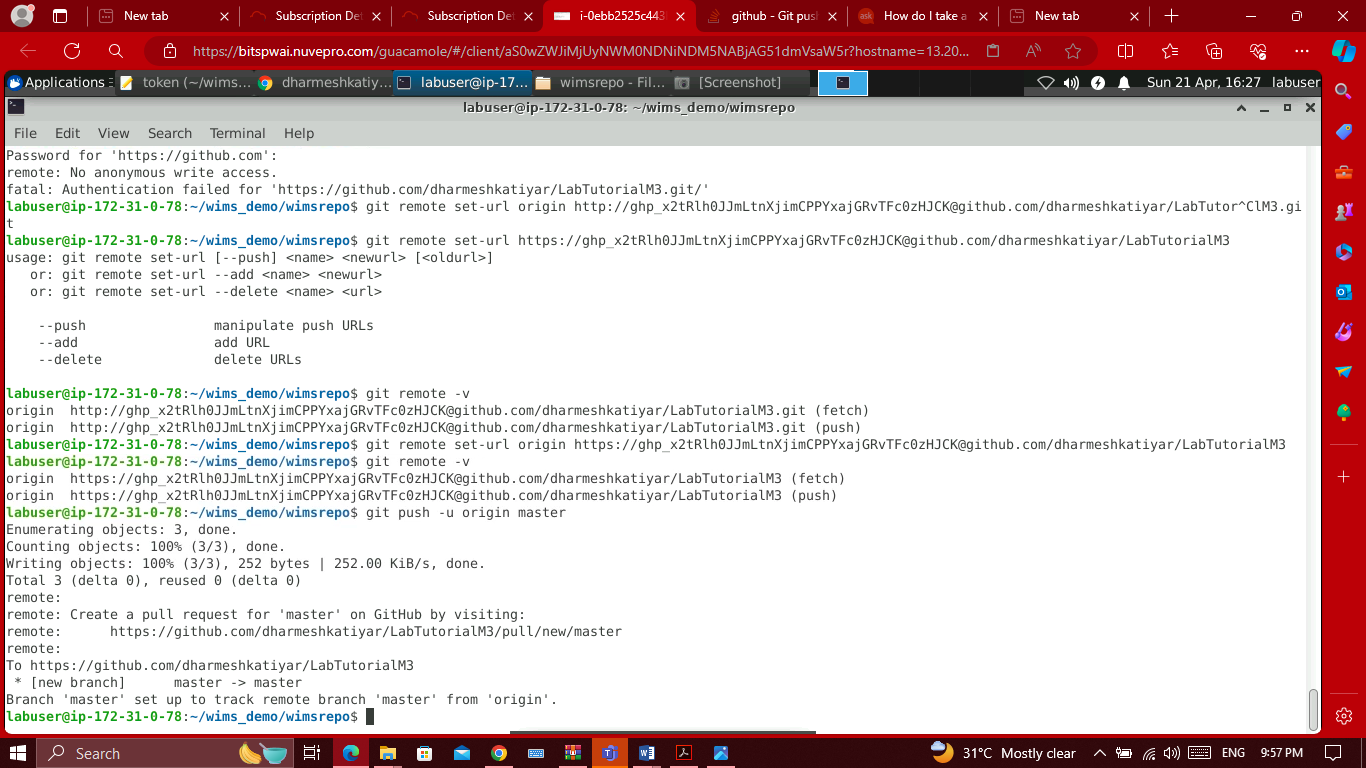 New tab
Subscription De
Subscription De
i-0ebb2525c443
github - Git pus
ask
How do I take a
New tab
https://bitspwai.nuvepro.com/guacamole/#/client/aS0wZWJiMjUyNWM0NDNiNDM5NABjAG51dmVsaW5r?hostname=13.20...
Applications
token (~/wims...
dharmeshkatiy...
labuser@ip-17...
wimsrepo - Fil...
[Screenshot]
Sun 21 Apr, 16:27
labuser
labuser@ip-172-31-0-78: ~/wims_demo/wimsrepo
File Edit View Search Terminal Help
Password for 'https://github.com':
remote: No anonymous write access.
fatal: Authentication failed for 'https://github.com/dharmeshkatiyar/LabTutorialM3.git/'
labuser@ip-172-31-0-78:~/wims_demo/wimsrepo$ git remote set-url origin http://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@github.com/dharmeshkatiyar/LabTutor^ClM3.gi
t
labuser@ip-172-31-0-78:~/wims_demo/wimsrepo$ git remote set-url https://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@github.com/dharmeshkatiyar/LabTutorialM3
usage: git remote set-url [--push] <name> <newurl> [<oldurl>]
or: git remote set-url --add <name> <newurl>
or: git remote set-url --delete <name> <url>
--push manipulate push URLs
--add add URL
--delete delete URLs
labuser@ip-172-31-0-78:~/wims_demo/wimsrepo$ git remote -v
origin http://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@github.com/dharmeshkatiyar/LabTutorialM3.git (fetch)
origin http://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@github.com/dharmeshkatiyar/LabTutorialM3.git (push)
labuser@ip-172-31-0-78:~/wims_demo/wimsrepo$ git remote set-url origin https://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@github.com/dharmeshkatiyar/LabTutorialM3
labuser@ip-172-31-0-78:~/wims_demo/wimsrepo$ git remote -v
origin https://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@github.com/dharmeshkatiyar/LabTutorialM3 (fetch)
origin https://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@github.com/dharmeshkatiyar/LabTutorialM3 (push)
labuser@ip-172-31-0-78:~/wims_demo/wimsrepo$ git push -u origin master
Enumerating objects: 3, done.
Counting objects: 100% (3/3), done.
Writing objects: 100% (3/3), 252 bytes | 252.00 KiB/s, done.
Total 3 (delta 0), reused 0 (delta 0)
remote:
remote: Create a pull request for 'master' on GitHub by visiting:
remote: https://github.com/dharmeshkatiyar/LabTutorialM3/pull/new/master
remote:
To https://github.com/dharmeshkatiyar/LabTutorialM3
* [new branch] master -> master
Branch 'master' set up to track remote branch 'master' from 'origin'.
labuser@ip-172-31-0-78:~/wims_demo/wimsrepo$
Search
31°C Mostly clear
ENG
9:57 PM